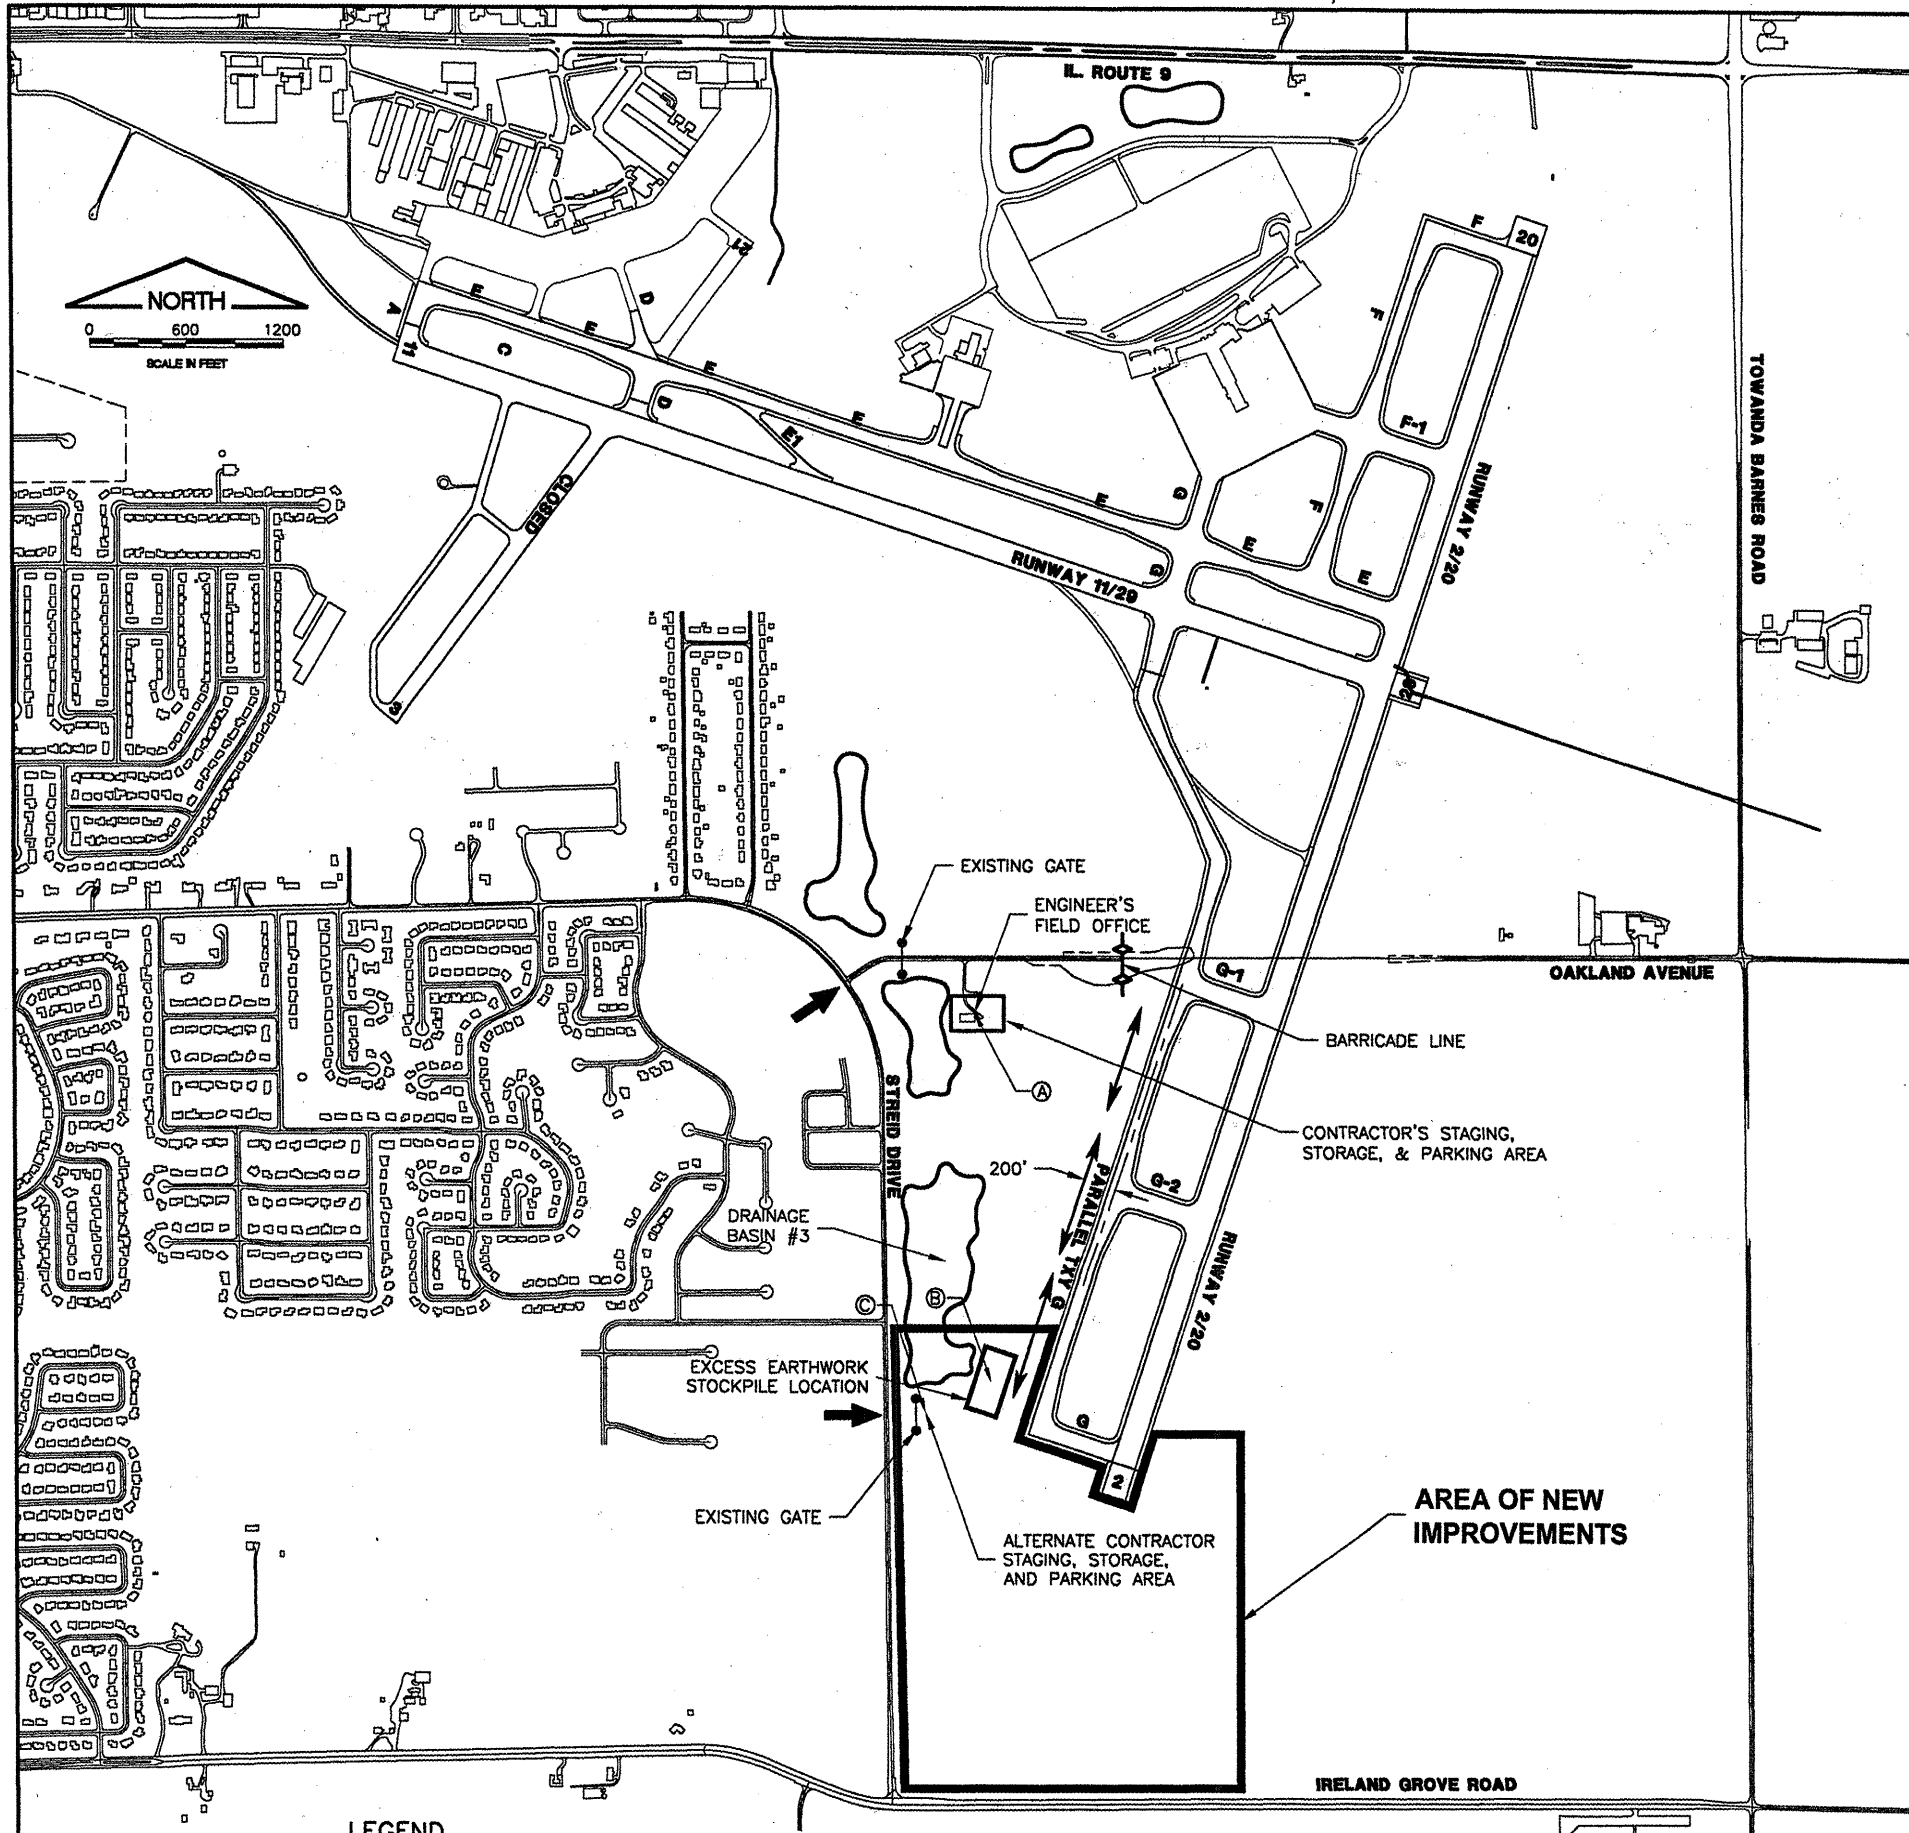 IL. ROUTE 9
F
20
21
NORTH
0 600 1200
SCALE IN FEET
A
11
E
D
E
C
E
D
E1
E
F
F-1
TOWANDA BARNES ROAD
RUNWAY 2/20
CLOSED
3
E
G
F
E
E
G
RUNWAY 11/29
EXISTING GATE
ENGINEER'S
FIELD OFFICE
G-1
OAKLAND AVENUE
BARRICADE LINE
A
STREID DRIVE
CONTRACTOR'S STAGING,
STORAGE, & PARKING AREA
200'
G-2
PARALLEL TXY G
DRAINAGE
BASIN #3
RUNWAY 2/20
C
B
EXCESS EARTHWORK
STOCKPILE LOCATION
G
2
EXISTING GATE
ALTERNATE CONTRACTOR
STAGING, STORAGE,
AND PARKING AREA
AREA OF NEW
IMPROVEMENTS
IRELAND GROVE ROAD
LEGEND